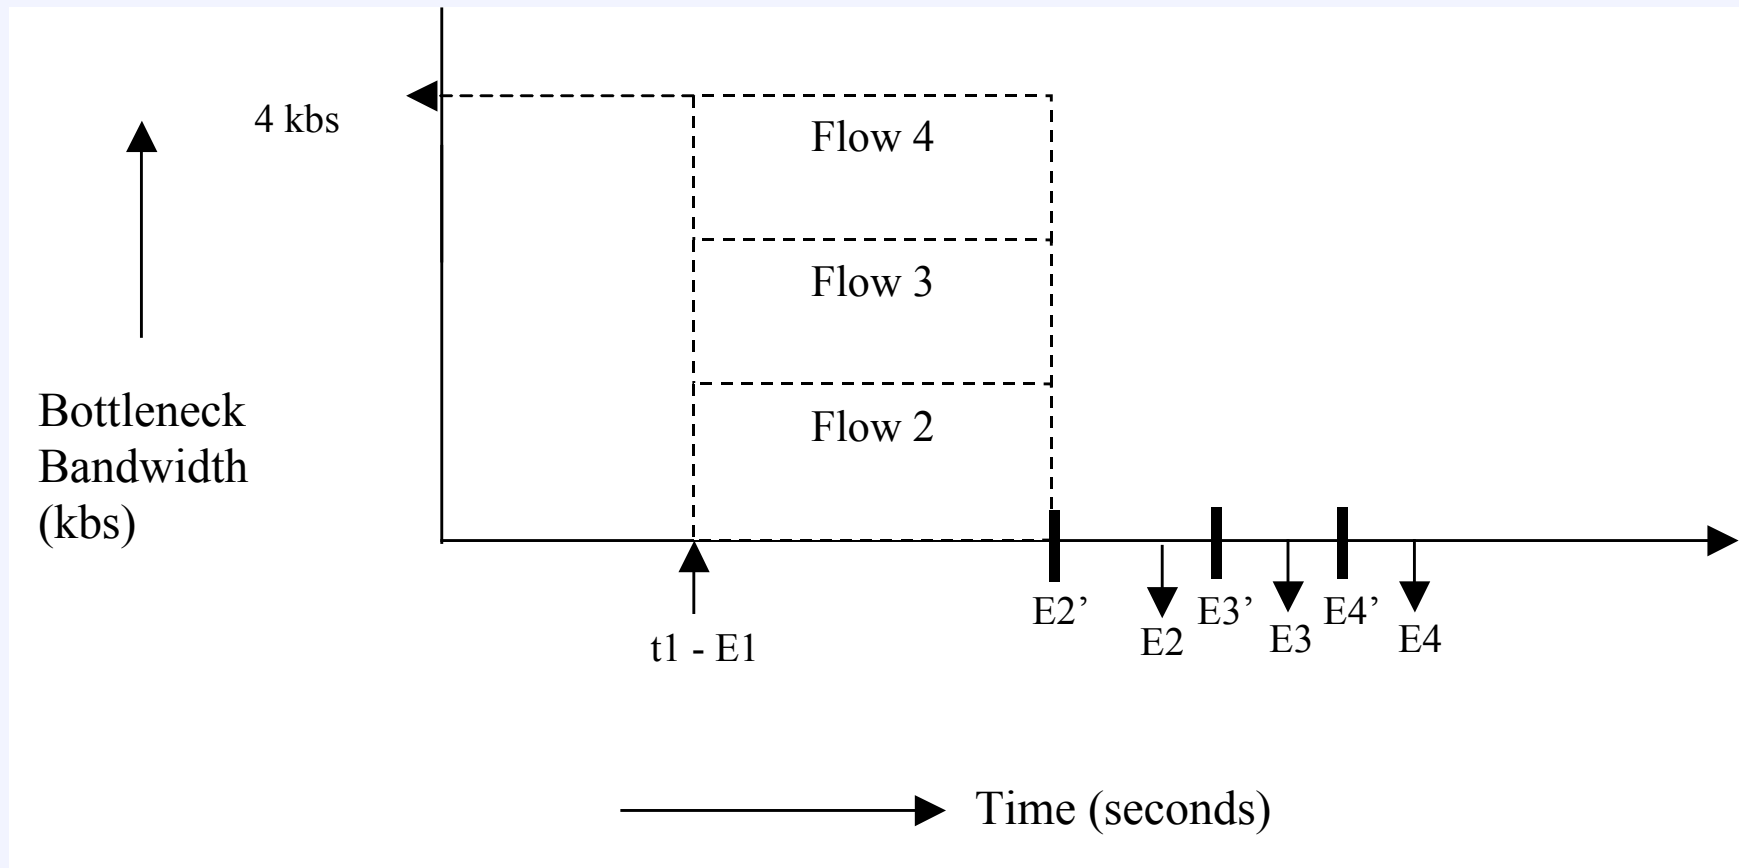 4 kbs
Flow 4
Flow 3
Flow 2
Bottleneck
Bandwidth
(kbs)
E2’
E2
E3’
E3
E4’
E4
t1 - E1
Time (seconds)